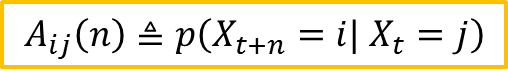 A_{ij}(n) ≜ p(X_{t+n} = i| X_t = j)